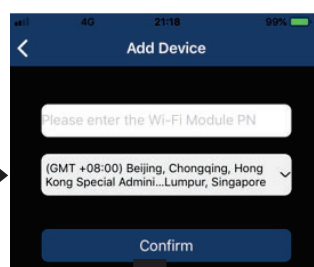 4G 21:18 99%
Add Device
Please enter the Wi-Fi Module PN
(GMT +08:00) Beijing, Chongqing, Hong
Kong Special Admini...Lumpur, Singapore
Confirm